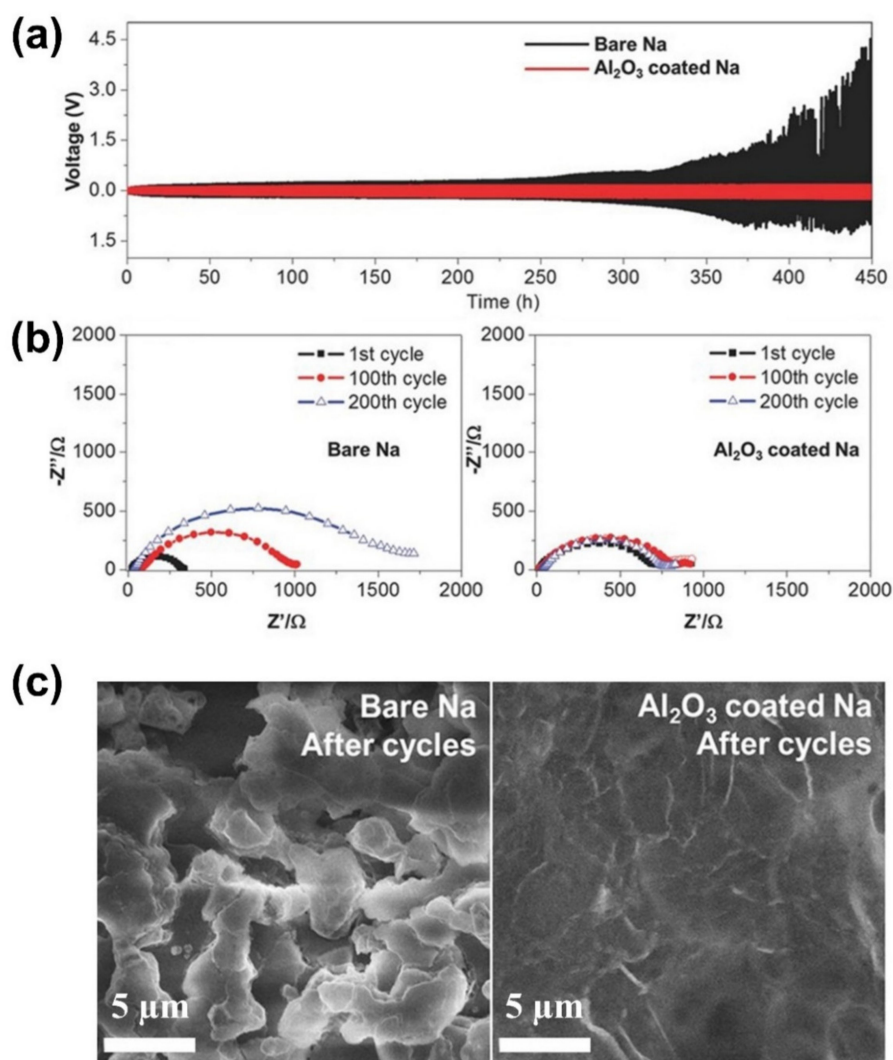 (a)
Bare Na
Al₂O₃ coated Na
Voltage (V)
4.5
3.0
1.5
0.0
1.5
0
50
100
150
200
250
300
350
400
450
Time (h)
(b)
2000
1500
1000
500
0
-Z''/Ω
1st cycle
100th cycle
200th cycle
Bare Na
0
500
1000
1500
2000
Z'/Ω
2000
1500
1000
500
0
-Z''/Ω
1st cycle
100th cycle
200th cycle
Al₂O₃ coated Na
0
500
1000
1500
2000
Z'/Ω
(c)
Bare Na
After cycles
5 μm
Al₂O₃ coated Na
After cycles
5 μm